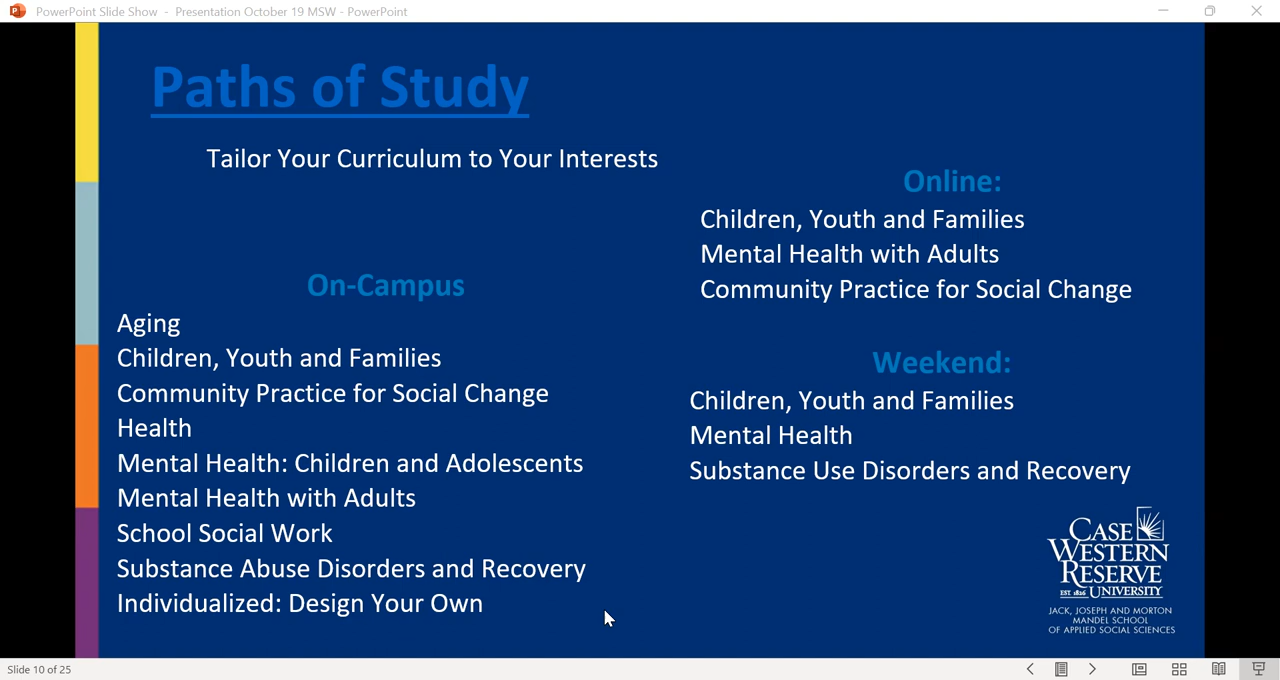 PowerPoint Slide Show - Presentation October 19 MSW - PowerPoint
Paths of Study
Tailor Your Curriculum to Your Interests
On-Campus
Aging
Children, Youth and Families
Community Practice for Social Change
Health
Mental Health: Children and Adolescents
Mental Health with Adults
School Social Work
Substance Abuse Disorders and Recovery
Individualized: Design Your Own
Online:
Children, Youth and Families
Mental Health with Adults
Community Practice for Social Change
Weekend:
Children, Youth and Families
Mental Health
Substance Use Disorders and Recovery
CASE
WESTERN
RESERVE
EST. 1826 UNIVERSITY
JACK, JOSEPH AND MORTON
MANDEL SCHOOL
OF APPLIED SOCIAL SCIENCES
Slide 10 of 25